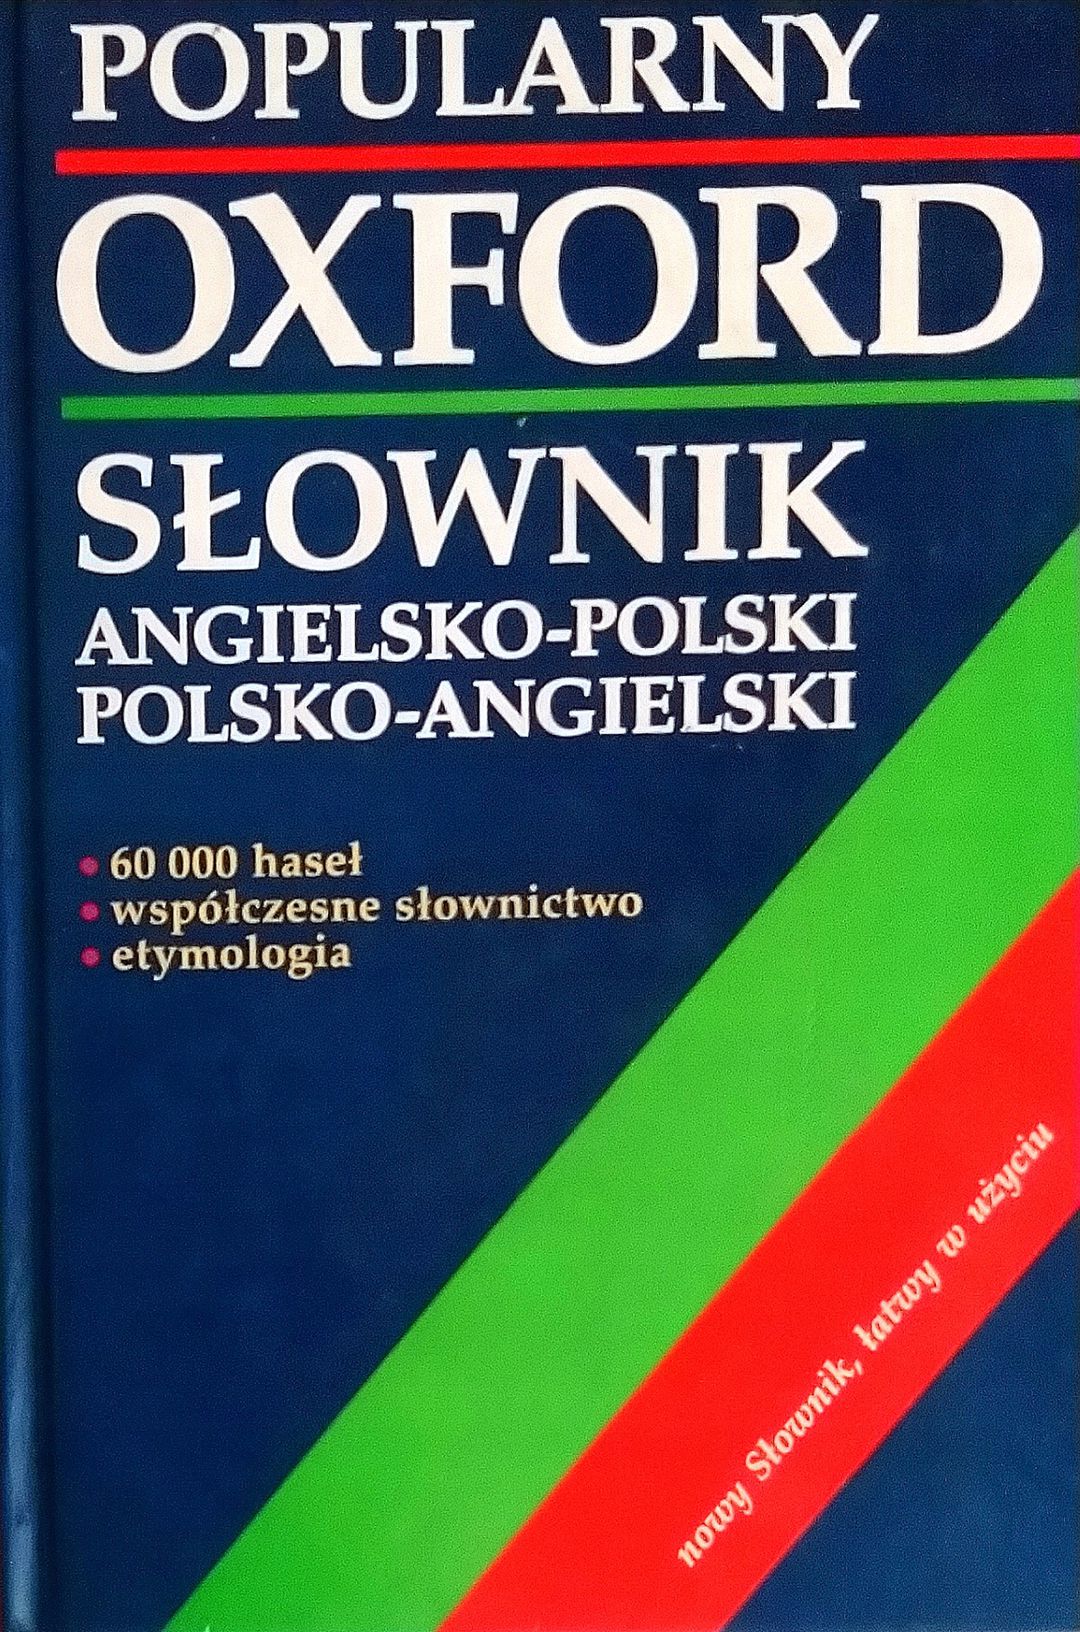 POPULARNY
OXFORD
SŁOWNIK
ANGIELSKO-POLSKI
POLSKO-ANGIELSKI
• 60 000 haseł
• współczesne słownictwo
• etymologia
nowy Słownik, łatwy w użyciu